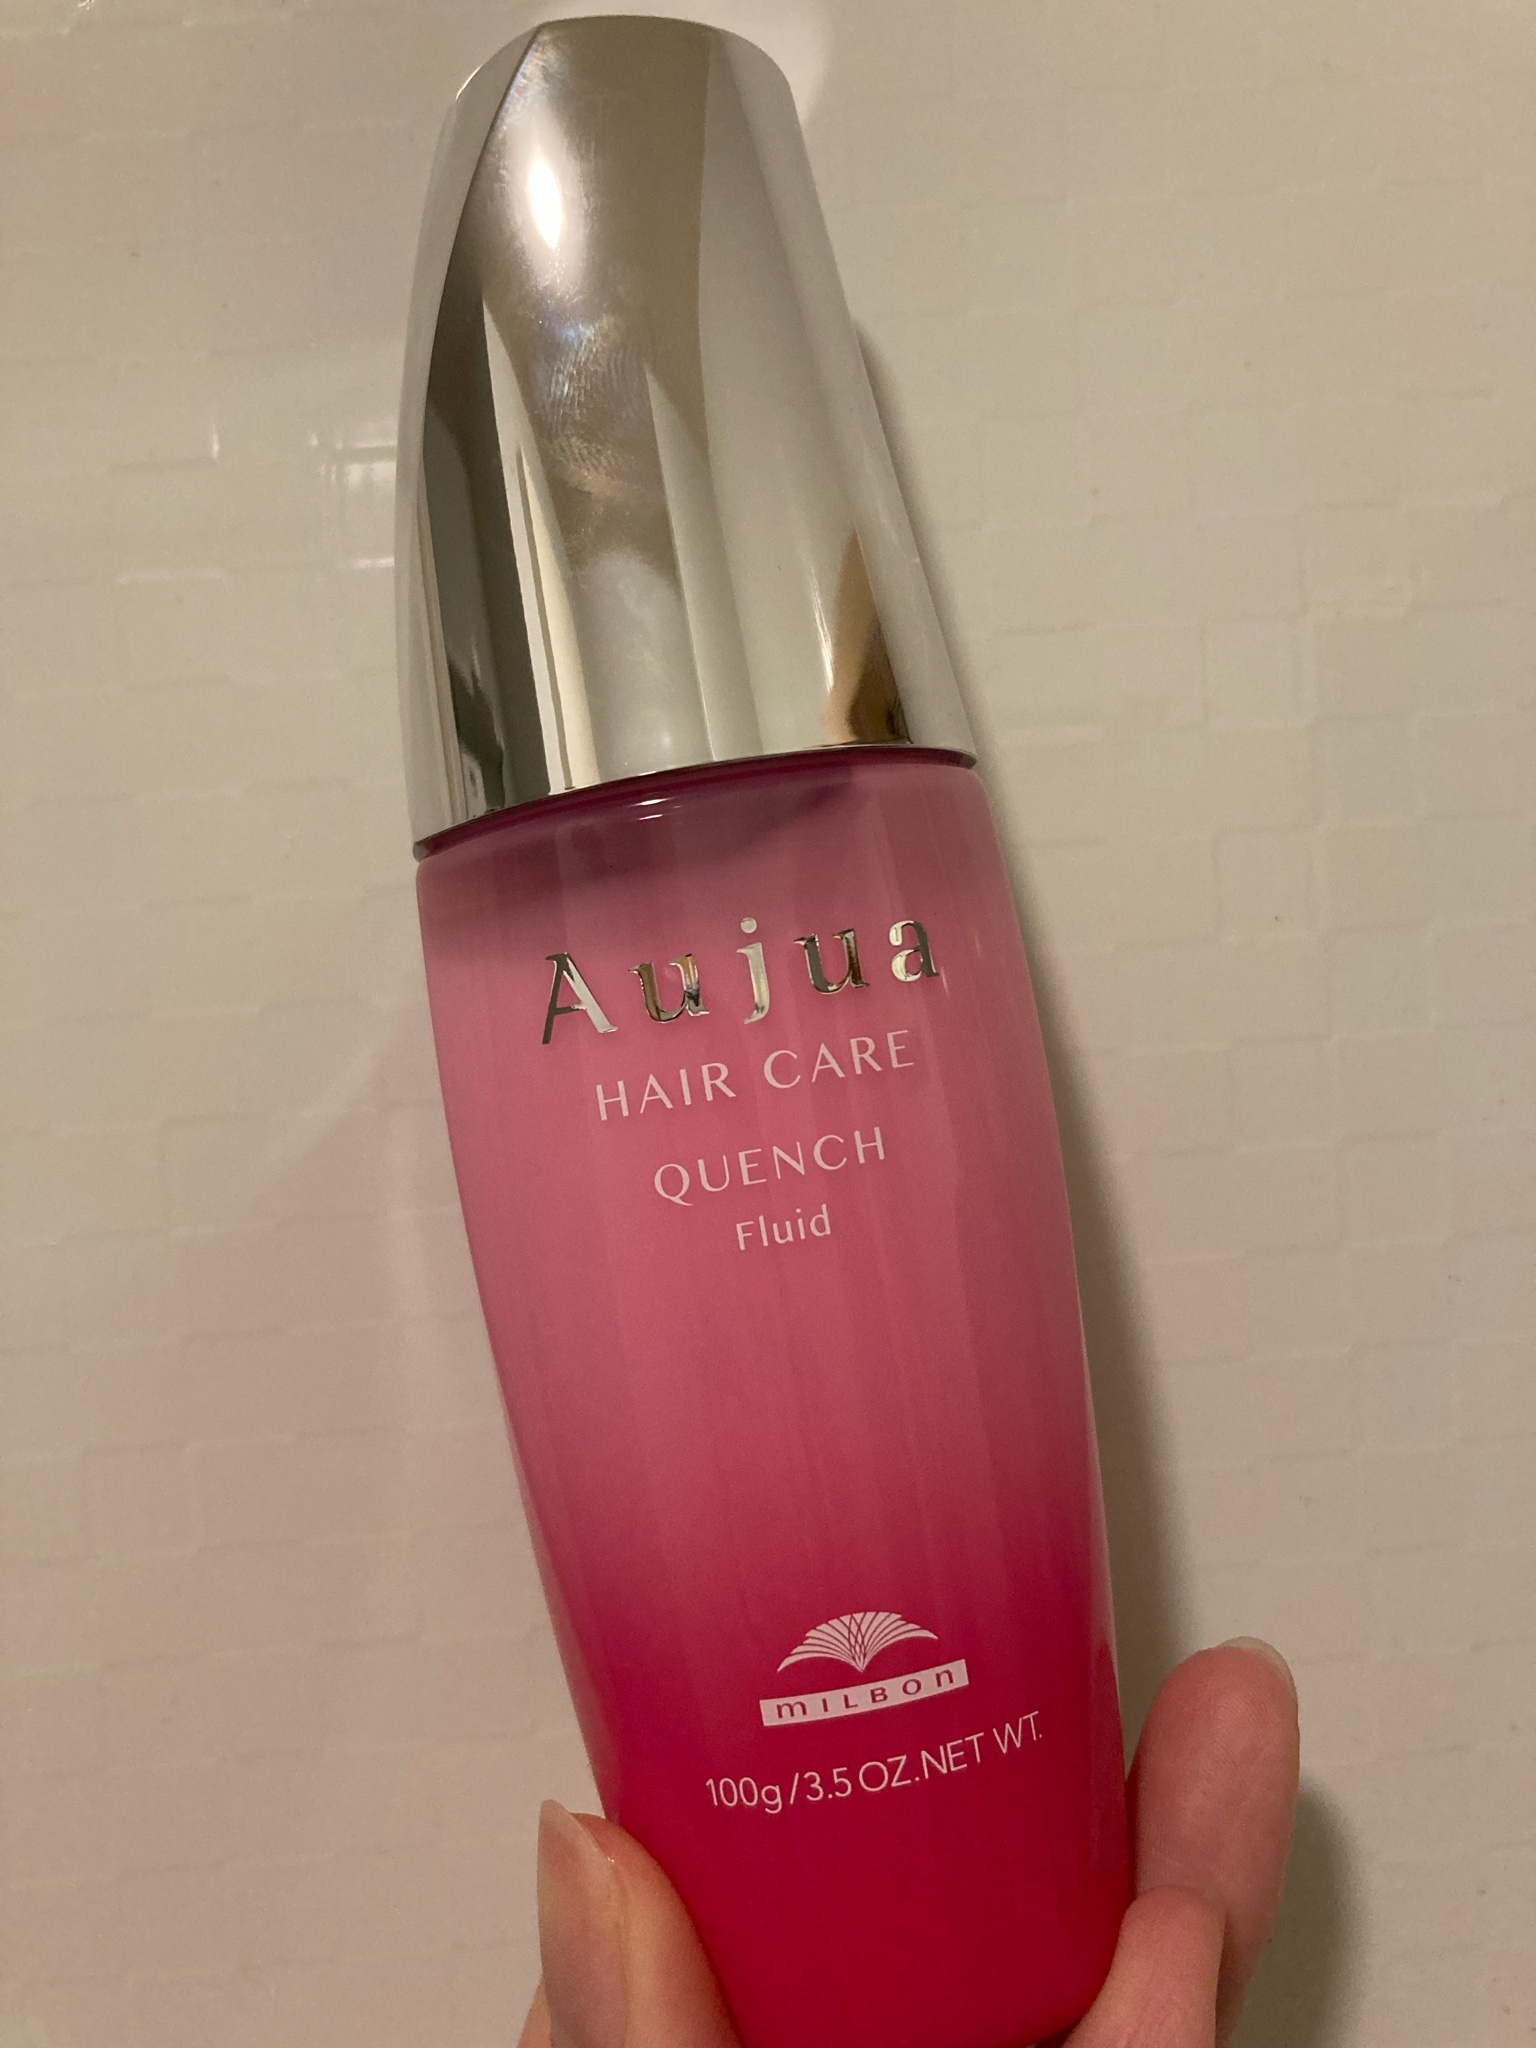 Aujua
HAIR CARE
QUENCH
Fluid
mILBON
100g/3.5 OZ.NET WT.